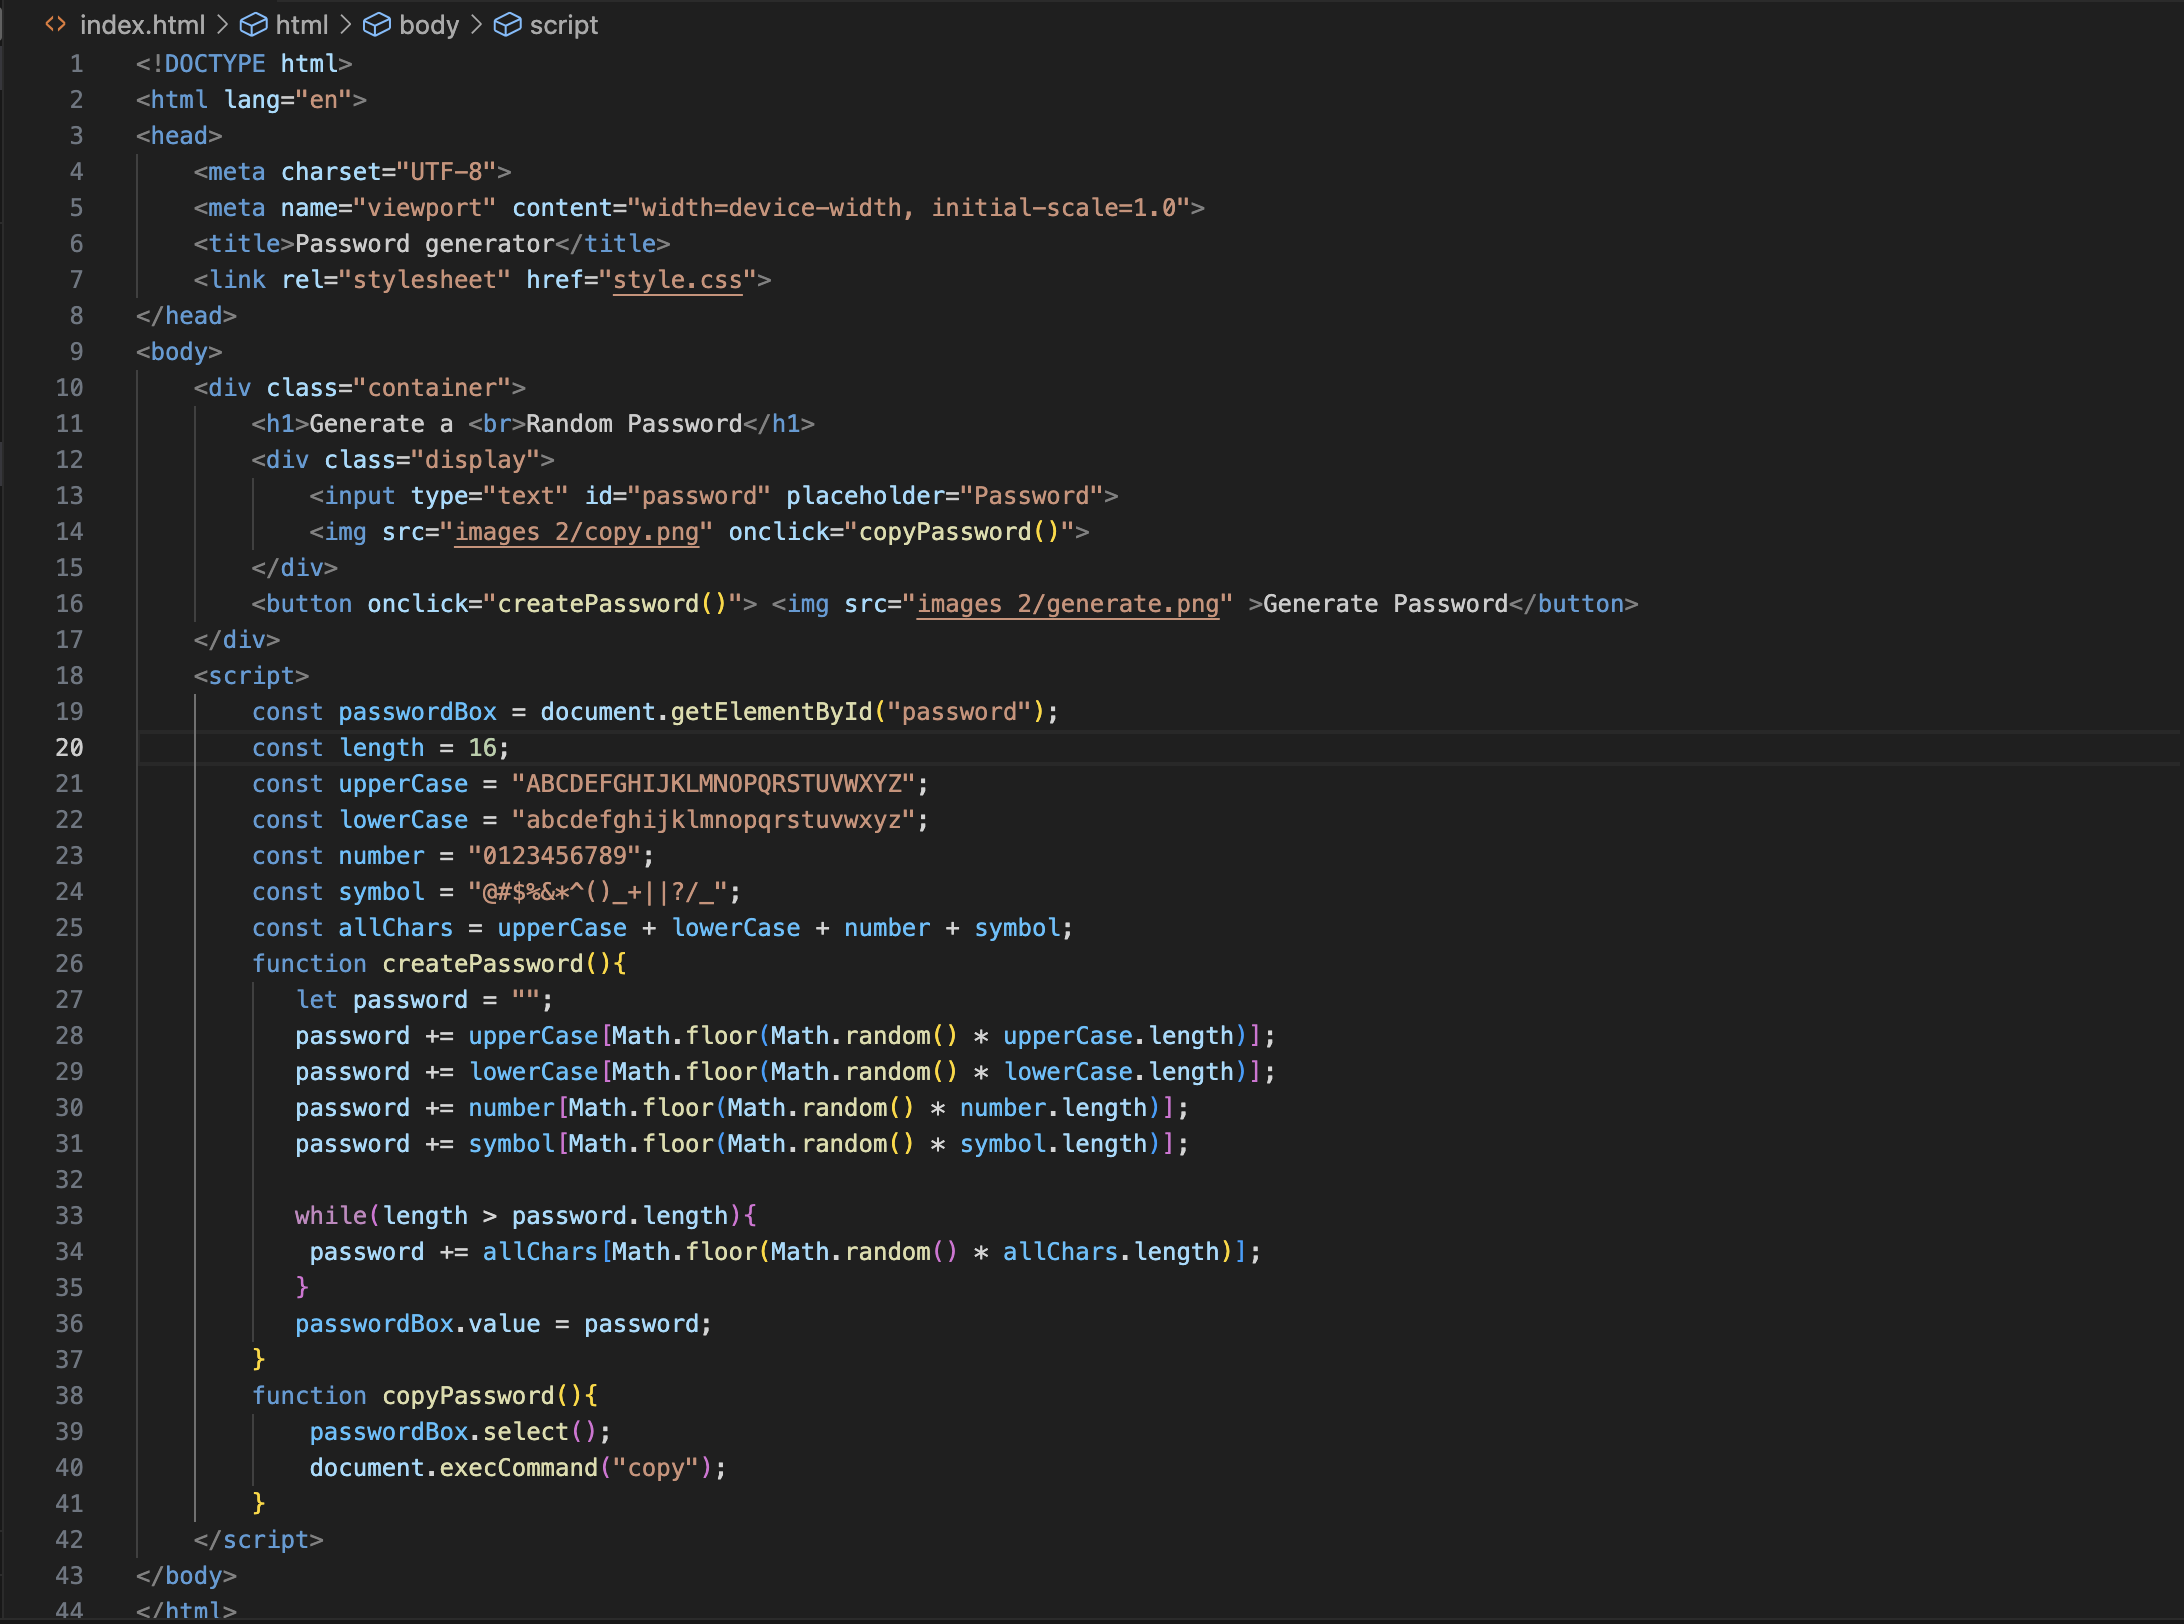 index.html > html > body > script
1 <!DOCTYPE html>
2 <html lang="en">
3 <head>
4     <meta charset="UTF-8">
5     <meta name="viewport" content="width=device-width, initial-scale=1.0">
6     <title>Password generator</title>
7     <link rel="stylesheet" href="style.css">
8 </head>
9 <body>
10     <div class="container">
11         <h1>Generate a <br>Random Password</h1>
12         <div class="display">
13             <input type="text" id="password" placeholder="Password">
14             <img src="images 2/copy.png" onclick="copyPassword()">
15         </div>
16         <button onclick="createPassword()"> <img src="images 2/generate.png" >Generate Password</button>
17     </div>
18     <script>
19         const passwordBox = document.getElementById("password");
20         const length = 16;
21         const upperCase = "ABCDEFGHIJKLMNOPQRSTUVWXYZ";
22         const lowerCase = "abcdefghijklmnopqrstuvwxyz";
23         const number = "0123456789";
24         const symbol = "@#$%&*^()_+||?/_";
25         const allChars = upperCase + lowerCase + number + symbol;
26         function createPassword(){
27            let password = "";
28            password += upperCase[Math.floor(Math.random() * upperCase.length)];
29            password += lowerCase[Math.floor(Math.random() * lowerCase.length)];
30            password += number[Math.floor(Math.random() * number.length)];
31            password += symbol[Math.floor(Math.random() * symbol.length)];
32
33            while(length > password.length){
34             password += allChars[Math.floor(Math.random() * allChars.length)];
35            }
36            passwordBox.value = password;
37         }
38         function copyPassword(){
39             passwordBox.select();
40             document.execCommand("copy");
41         }
42     </script>
43 </body>
44 </html>